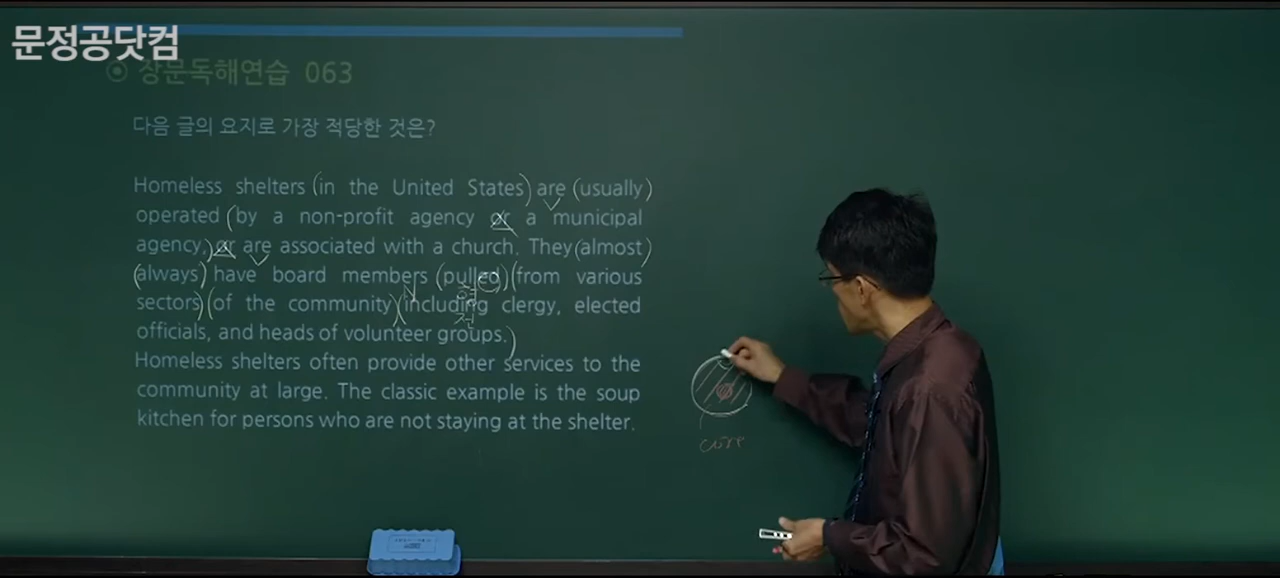 문정공닷컴
장문독해연습 063
다음 글의 요지로 가장 적당한 것은?
Homeless shelters (in the United States) are (usually)
operated (by a non-profit agency or a municipal
agency,) or are associated with a church. They (almost)
(always) have board members (pulled) (from various
sectors) (of the community) (including clergy, elected
officials, and heads of volunteer groups.)
Homeless shelters often provide other services to the
community at large. The classic example is the soup
kitchen for persons who are not staying at the shelter.
core